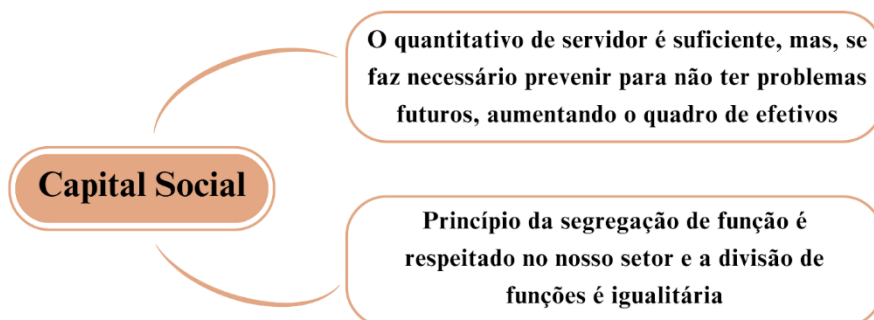 O quantitativo de servidor é suficiente, mas, se
faz necessário prevenir para não ter problemas
futuros, aumentando o quadro de efetivos
Capital Social
Princípio da segregação de função é
respeitado no nosso setor e a divisão de
funções é igualitária